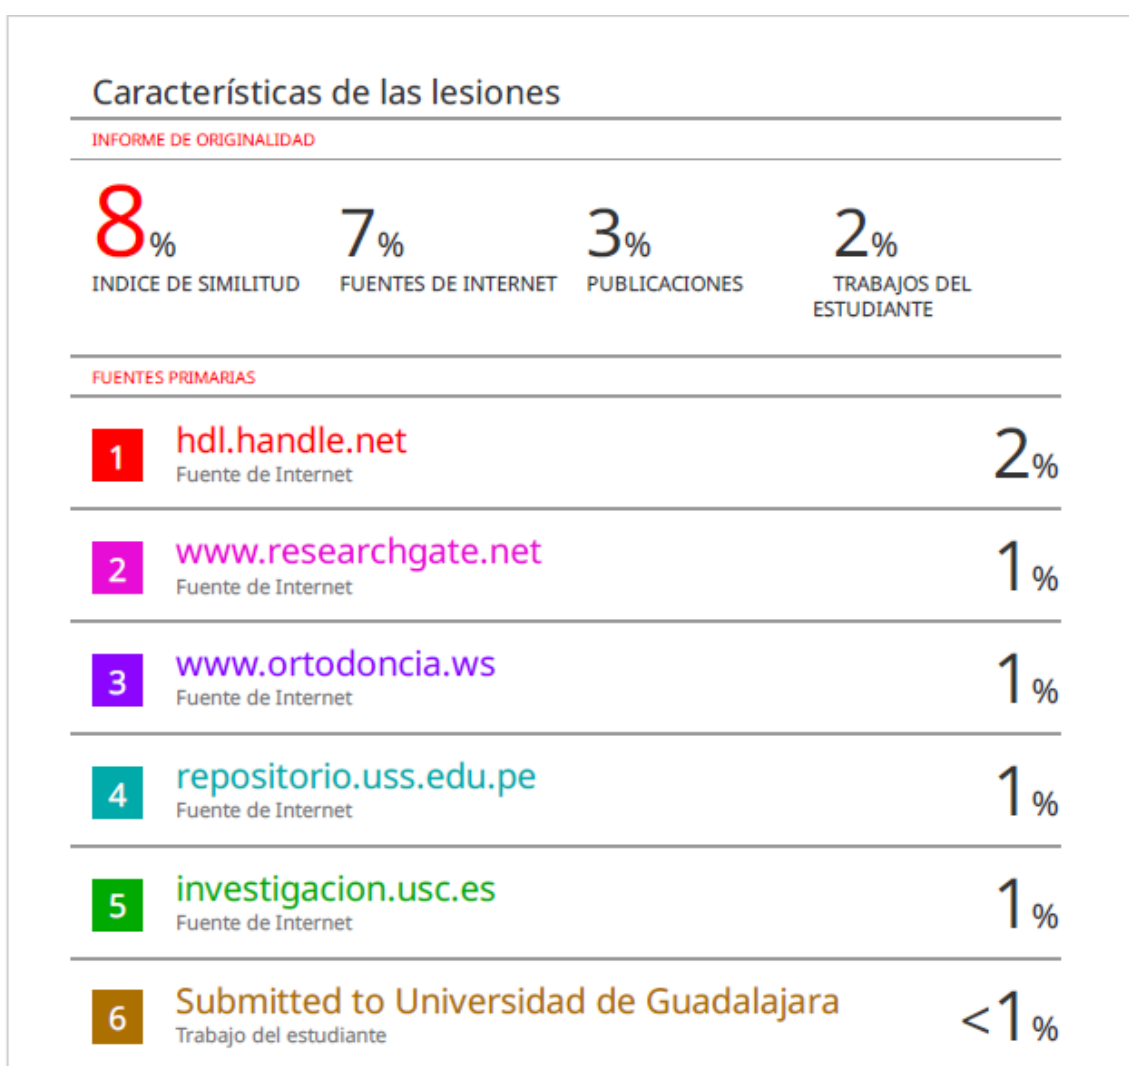 Características de las lesiones
INFORME DE ORIGINALIDAD
8% 7% 3% 2%
INDICE DE SIMILITUD FUENTES DE INTERNET PUBLICACIONES TRABAJOS DEL
ESTUDIANTE
FUENTES PRIMARIAS
1 hdl.handle.net 2%
Fuente de Internet
2 www.researchgate.net 1%
Fuente de Internet
3 www.ortodoncia.ws 1%
Fuente de Internet
4 repositorio.uss.edu.pe 1%
Fuente de Internet
5 investigacion.usc.es 1%
Fuente de Internet
6 Submitted to Universidad de Guadalajara <1%
Trabajo del estudiante